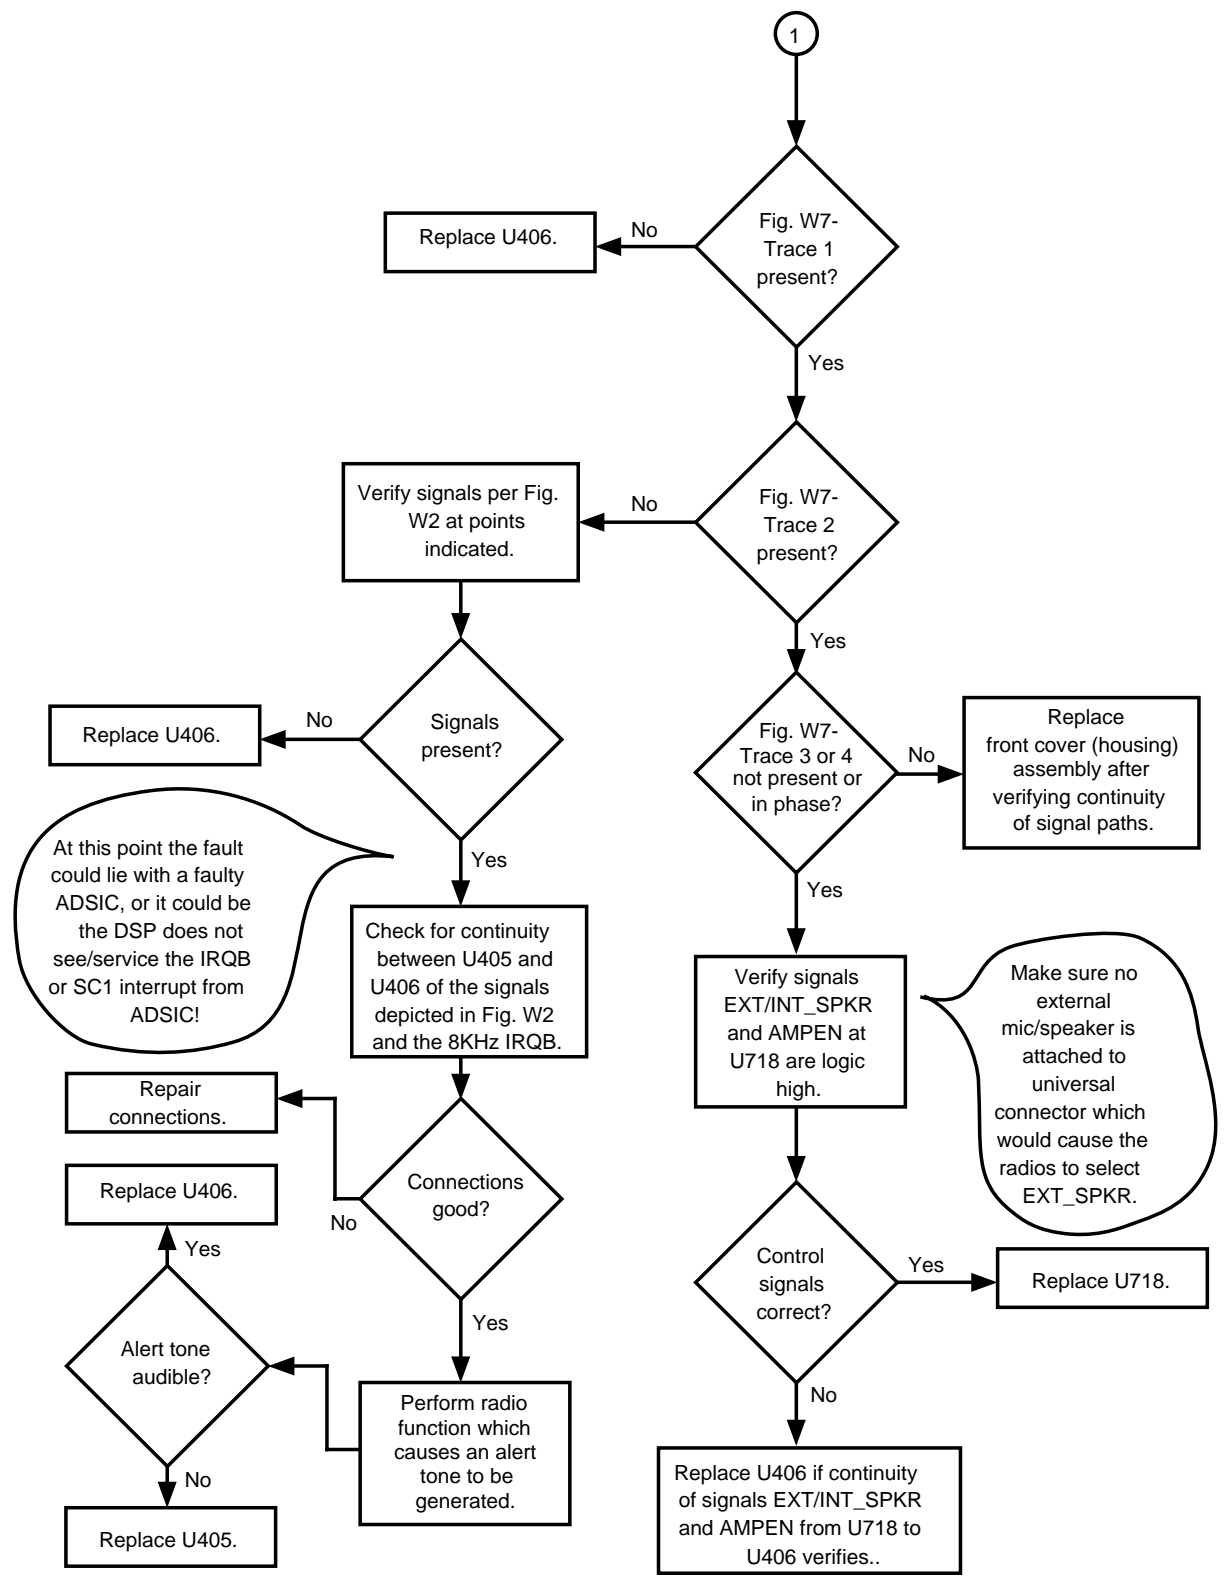 1
Fig. W7-
Trace 1
present?
No
Replace U406.
Yes
Fig. W7-
Trace 2
present?
No
Verify signals per Fig.
W2 at points
indicated.
Yes
Signals
present?
No
Replace U406.
Fig. W7-
Trace 3 or 4
not present or
in phase?
No
Replace
front cover (housing)
assembly after
verifying continuity
of signal paths.
At this point the fault
could lie with a faulty
ADSIC, or it could be
the DSP does not
see/service the IRQB
or SC1 interrupt from
ADSIC!
Yes
Check for continuity
between U405 and
U406 of the signals
depicted in Fig. W2
and the 8KHz IRQB.
Yes
Verify signals
EXT/INT_SPKR
and AMPEN at
U718 are logic
high.
Make sure no
external
mic/speaker is
attached to
universal
connector which
would cause the
radios to select
EXT_SPKR.
Repair
connections.
Connections
good?
No
Replace U406.
Yes
Alert tone
audible?
No
Replace U405.
Yes
Perform radio
function which
causes an alert
tone to be
generated.
Control
signals
correct?
Yes
Replace U718.
No
Replace U406 if continuity
of signals EXT/INT_SPKR
and AMPEN from U718 to
U406 verifies..